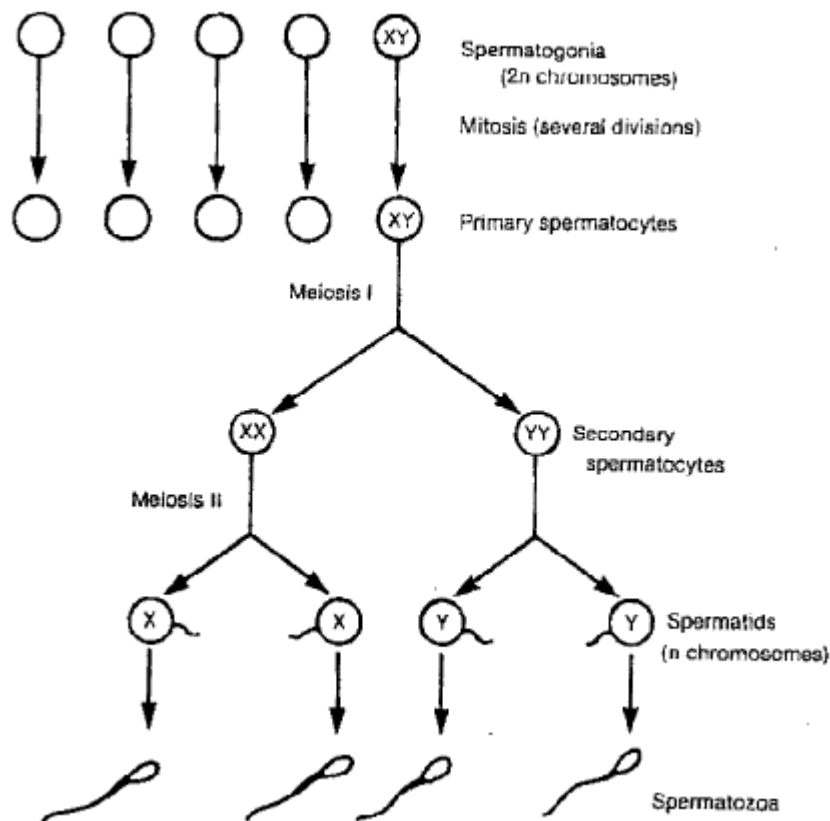 XY
Spermatogonia
(2n chromosomes)
Mitosis (several divisions)
XY
Primary spermatocytes
Meiosis I
XX
YY
Secondary
spermatocytes
Meiosis II
X
X
Y
Y
Spermatids
(n chromosomes)
Spermatozoa